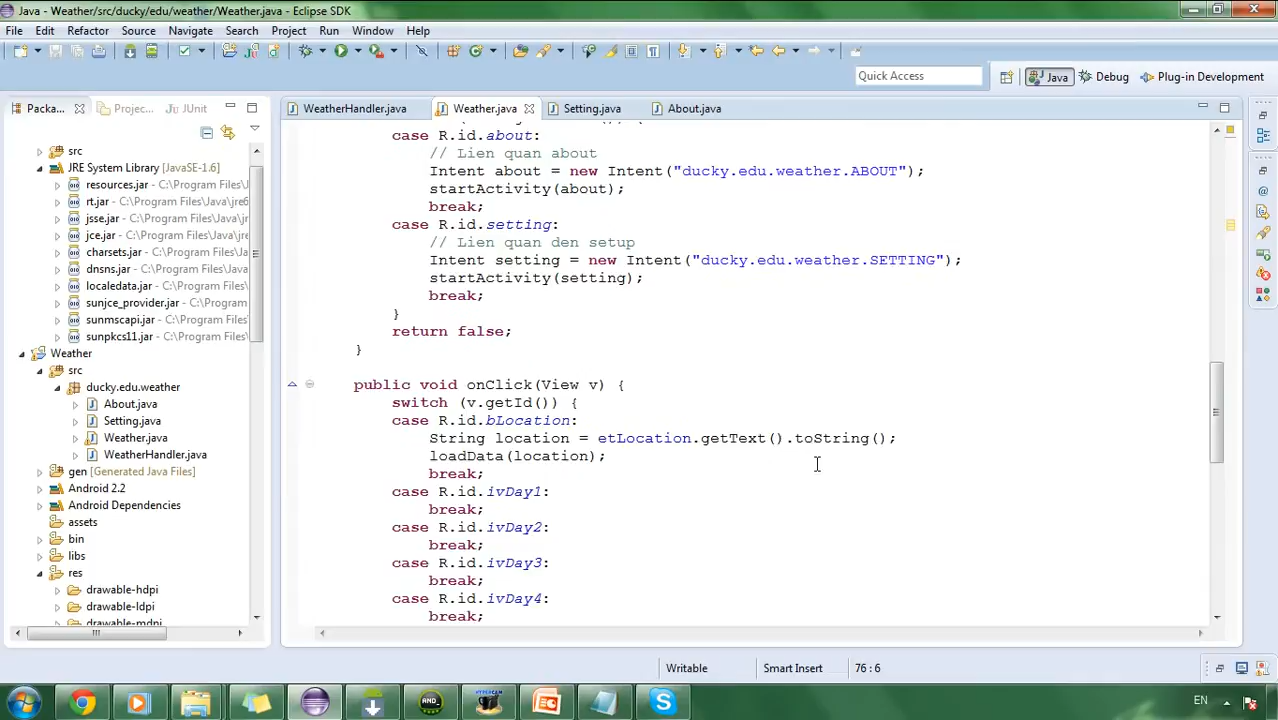 Java - Weather/src/ducky/edu/weather/Weather.java - Eclipse SDK
File Edit Refactor Source Navigate Search Project Run Window Help
Quick Access
Java
Debug
Plug-in Development
Packa...
Projec...
JUnit
WeatherHandler.java
Weather.java
Setting.java
About.java
src
JRE System Library [JavaSE-1.6]
resources.jar - C:\Program Files\
rt.jar - C:\Program Files\Java\jre6
jsse.jar - C:\Program Files\Java\
jce.jar - C:\Program Files\Java\jre
charsets.jar - C:\Program Files\Ja
dnsns.jar - C:\Program Files\Java
localedata.jar - C:\Program Files\
sunjce_provider.jar - C:\Program
sunmscapi.jar - C:\Program Files
sunpkcs11.jar - C:\Program Files\
Weather
src
ducky.edu.weather
About.java
Setting.java
Weather.java
WeatherHandler.java
gen [Generated Java Files]
Android 2.2
Android Dependencies
assets
bin
libs
res
drawable-hdpi
drawable-ldpi
drawable-mdpi
case R.id.about:
// Lien quan about
Intent about = new Intent("ducky.edu.weather.ABOUT");
startActivity(about);
break;
case R.id.setting:
// Lien quan den setup
Intent setting = new Intent("ducky.edu.weather.SETTING");
startActivity(setting);
break;
}
return false;
}
public void onClick(View v) {
switch (v.getId()) {
case R.id.bLocation:
String location = etLocation.getText().toString();
loadData(location);
break;
case R.id.ivDay1:
break;
case R.id.ivDay2:
break;
case R.id.ivDay3:
break;
case R.id.ivDay4:
break;
Writable
Smart Insert
76 : 6
EN